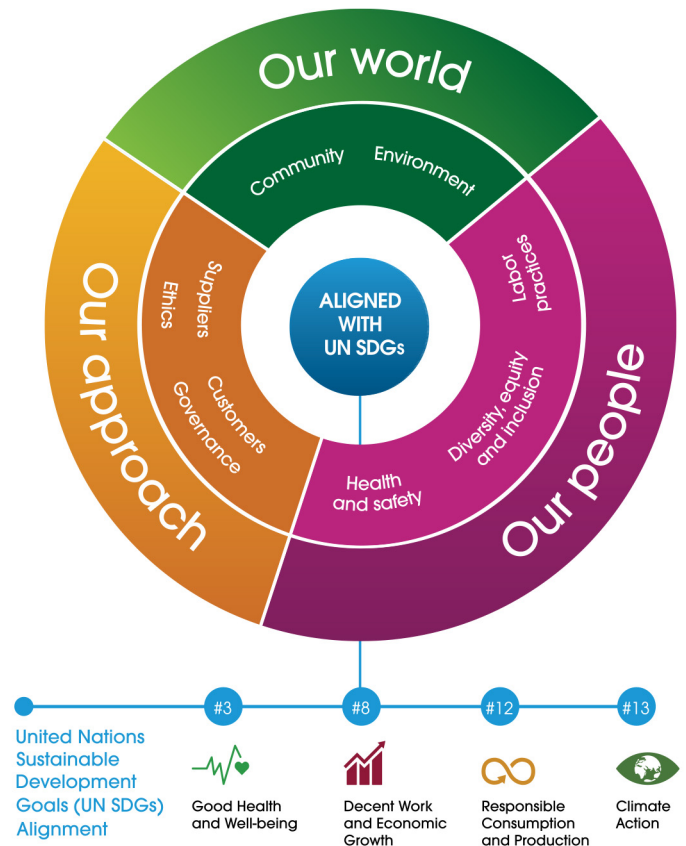 Our world
Community
Environment
Our approach
Suppliers
Ethics
Customers
Governance
Our people
Labor
practices
Diversity, equity
and inclusion
Health
and safety
ALIGNED
WITH
UN SDGs
United Nations
Sustainable
Development
Goals (UN SDGs)
Alignment
#3
Good Health
and Well-being
#8
Decent Work
and Economic
Growth
#12
Responsible
Consumption
and Production
#13
Climate
Action